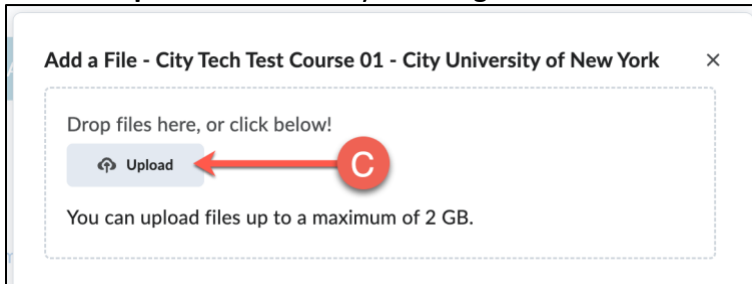 Add a File - City Tech Test Course 01 - City University of New York
Drop files here, or click below!
Upload
C
You can upload files up to a maximum of 2 GB.